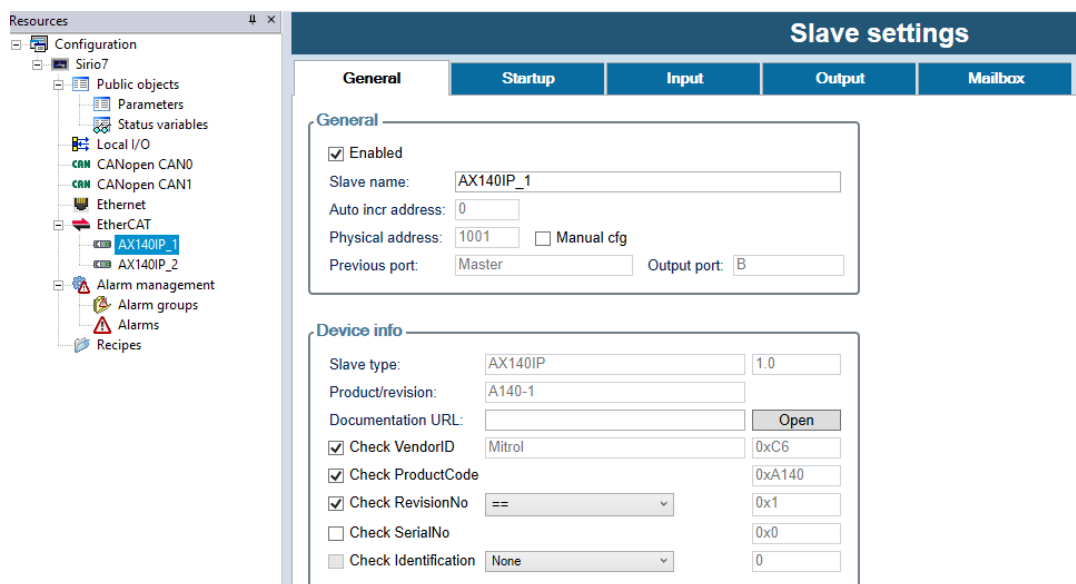 Resources
Configuration
Sirio7
Public objects
Parameters
Status variables
Local I/O
CAN CANopen CAN0
CAN CANopen CAN1
Ethernet
EtherCAT
AX140IP_1
AX140IP_2
Alarm management
Alarm groups
Alarms
Recipes
Slave settings
General Startup Input Output Mailbox
General
Enabled
Slave name: AX140IP_1
Auto incr address: 0
Physical address: 1001 Manual cfg
Previous port: Master Output port: B
Device info
Slave type: AX140IP 1.0
Product/revision: A140-1
Documentation URL: Open
Check VendorID Mitrol 0xC6
Check ProductCode 0xA140
Check RevisionNo == 0x1
Check SerialNo 0x0
Check Identification None 0